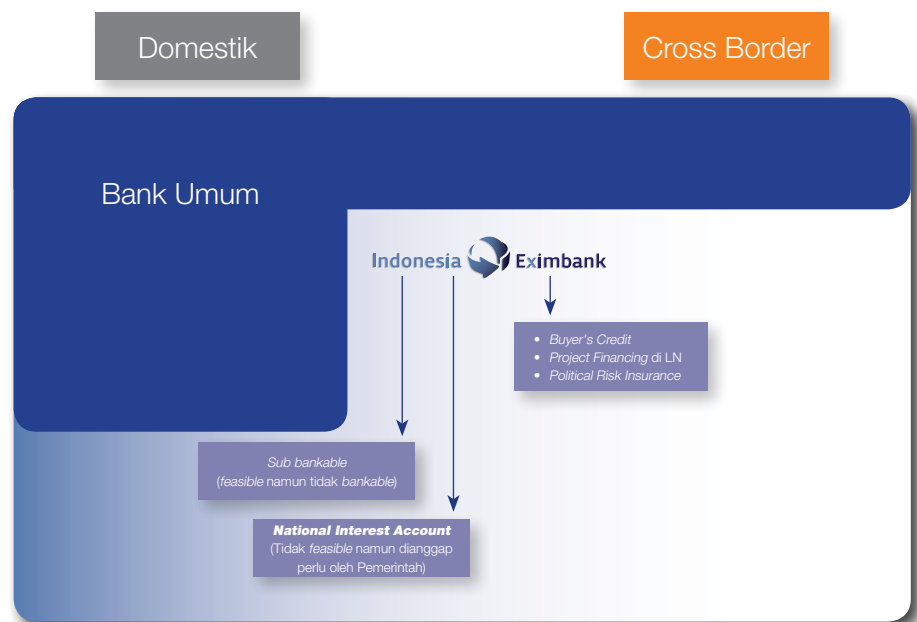 Domestik
Cross Border
Bank Umum
Indonesia Eximbank
• Buyer's Credit
• Project Financing di LN
• Political Risk Insurance
Sub bankable
(feasible namun tidak bankable)
National Interest Account
(Tidak feasible namun dianggap
perlu oleh Pemerintah)